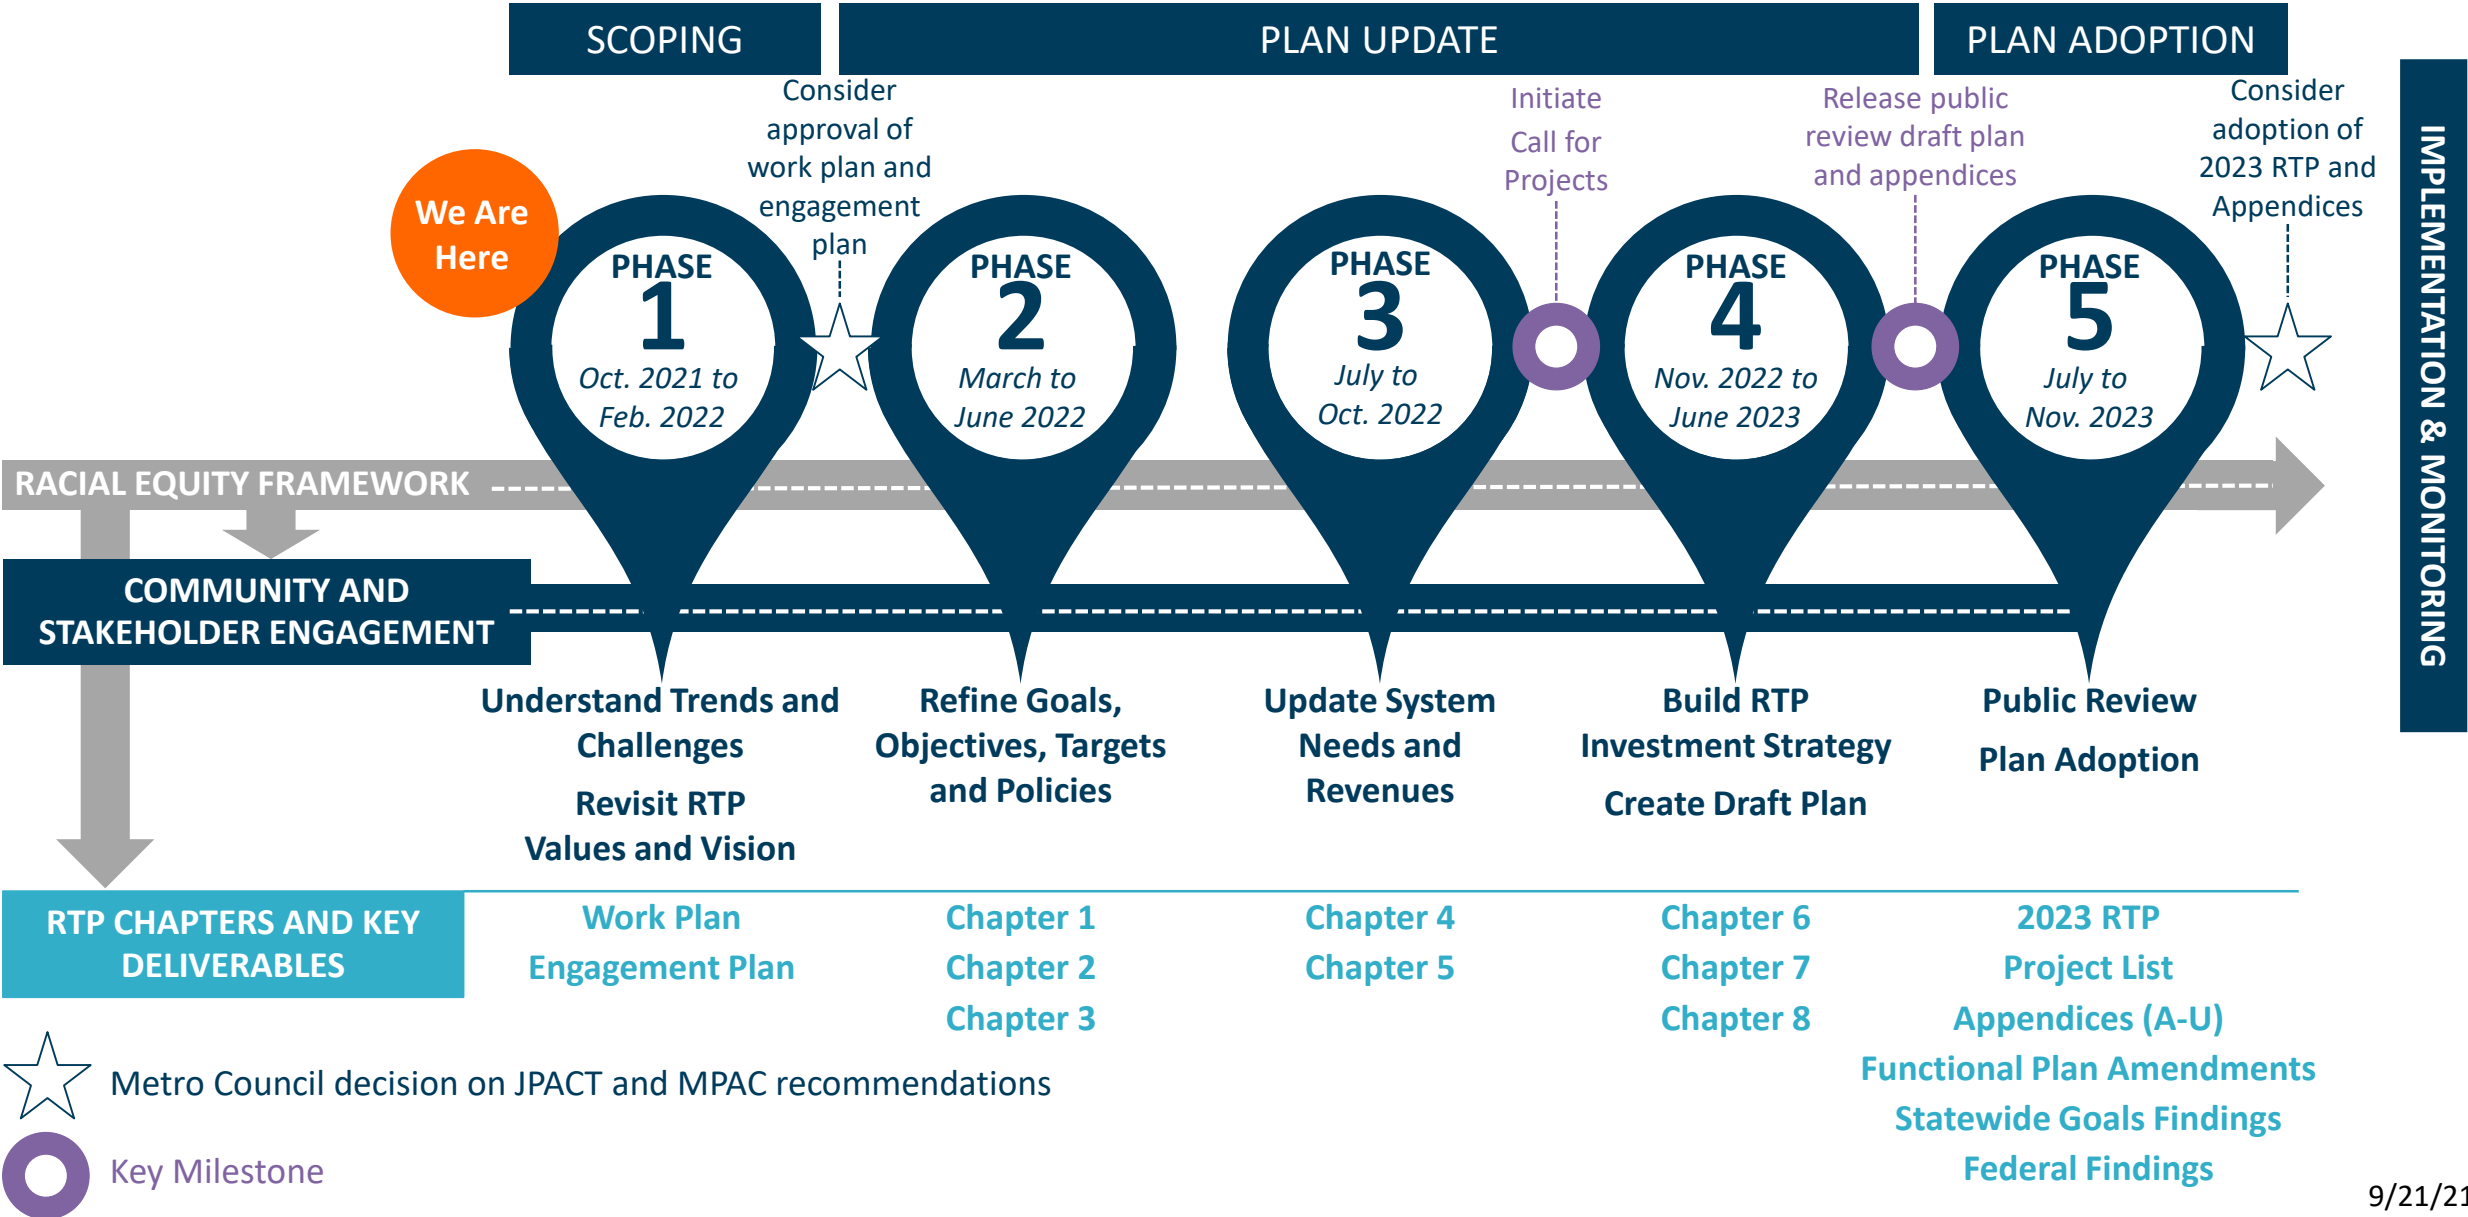 SCOPING
PLAN UPDATE
PLAN ADOPTION
Consider
approval of
work plan and
engagement
plan
Initiate
Call for
Projects
Release public
review draft plan
and appendices
Consider
adoption of
2023 RTP and
Appendices
IMPLEMENTATION & MONITORING
We Are
Here
PHASE
1
Oct. 2021 to
Feb. 2022
PHASE
2
March to
June 2022
PHASE
3
July to
Oct. 2022
PHASE
4
Nov. 2022 to
June 2023
PHASE
5
July to
Nov. 2023
RACIAL EQUITY FRAMEWORK
COMMUNITY AND
STAKEHOLDER ENGAGEMENT
Understand Trends and
Challenges
Revisit RTP
Values and Vision
Refine Goals,
Objectives, Targets
and Policies
Update System
Needs and
Revenues
Build RTP
Investment Strategy
Create Draft Plan
Public Review
Plan Adoption
RTP CHAPTERS AND KEY
DELIVERABLES
Work Plan
Engagement Plan
Chapter 1
Chapter 2
Chapter 3
Chapter 4
Chapter 5
Chapter 6
Chapter 7
Chapter 8
2023 RTP
Project List
Appendices (A-U)
Functional Plan Amendments
Statewide Goals Findings
Federal Findings
Metro Council decision on JPACT and MPAC recommendations
Key Milestone
9/21/21